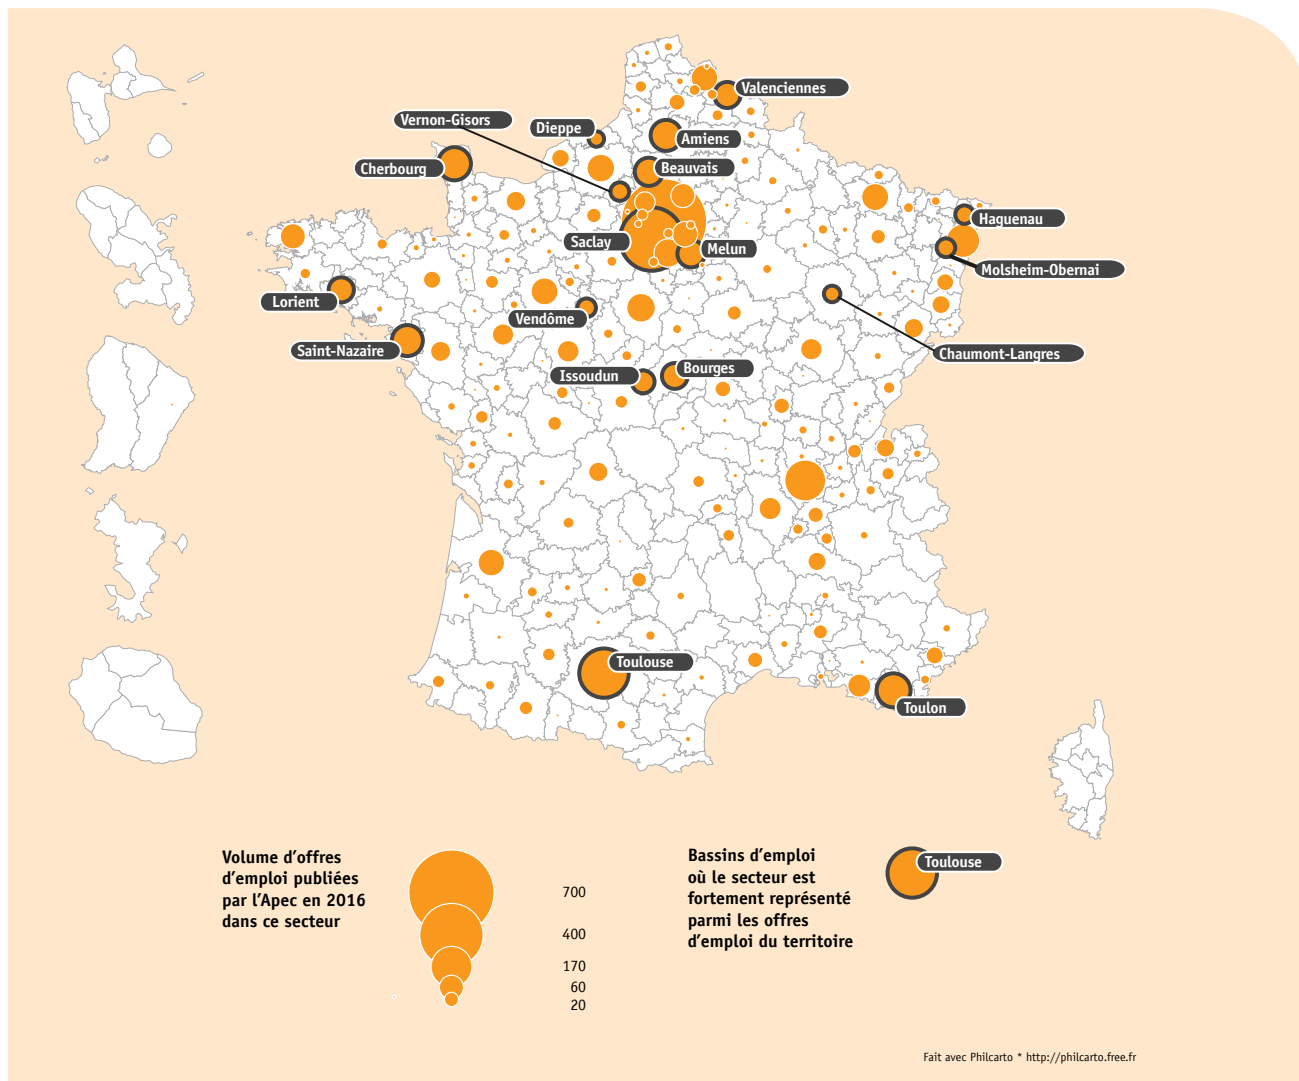 Valenciennes
Vernon-Gisors
Dieppe
Amiens
Cherbourg
Beauvais
Haguenau
Saclay
Melun
Molsheim-Obernai
Lorient
Vendôme
Saint-Nazaire
Chaumont-Langres
Issoudun
Bourges
Toulouse
Toulon
Volume d’offres
d’emploi publiées
par l’Apec en 2016
dans ce secteur
700
400
170
60
20
Bassins d’emploi
où le secteur est
fortement représenté
parmi les offres
d’emploi du territoire
Toulouse
Fait avec Philcarto * http://philcarto.free.fr